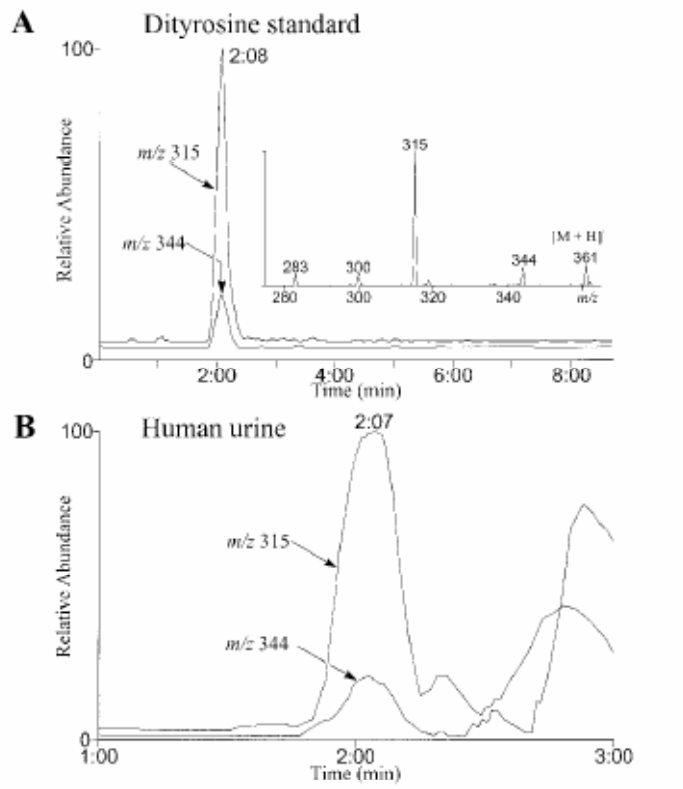 A Dityrosine standard
100
2:08
Relative Abundance
m/z 315
m/z 344
315
[M + H]
283 300 344 361
280 300 320 340 m/z
0
2:00 4:00 6:00 8:00
Time (min)
B Human urine
100
2:07
Relative Abundance
m/z 315
m/z 344
0
1:00 2:00 3:00
Time (min)